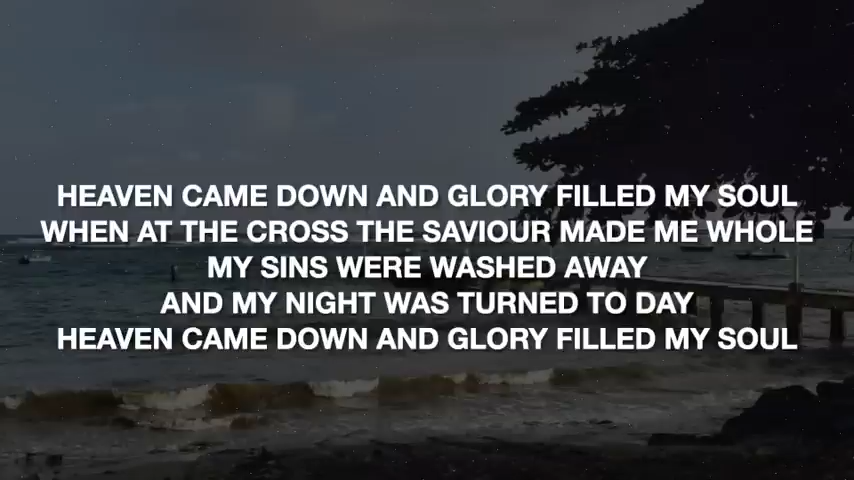 HEAVEN CAME DOWN AND GLORY FILLED MY SOUL
WHEN AT THE CROSS THE SAVIOUR MADE ME WHOLE
MY SINS WERE WASHED AWAY
AND MY NIGHT WAS TURNED TO DAY
HEAVEN CAME DOWN AND GLORY FILLED MY SOUL